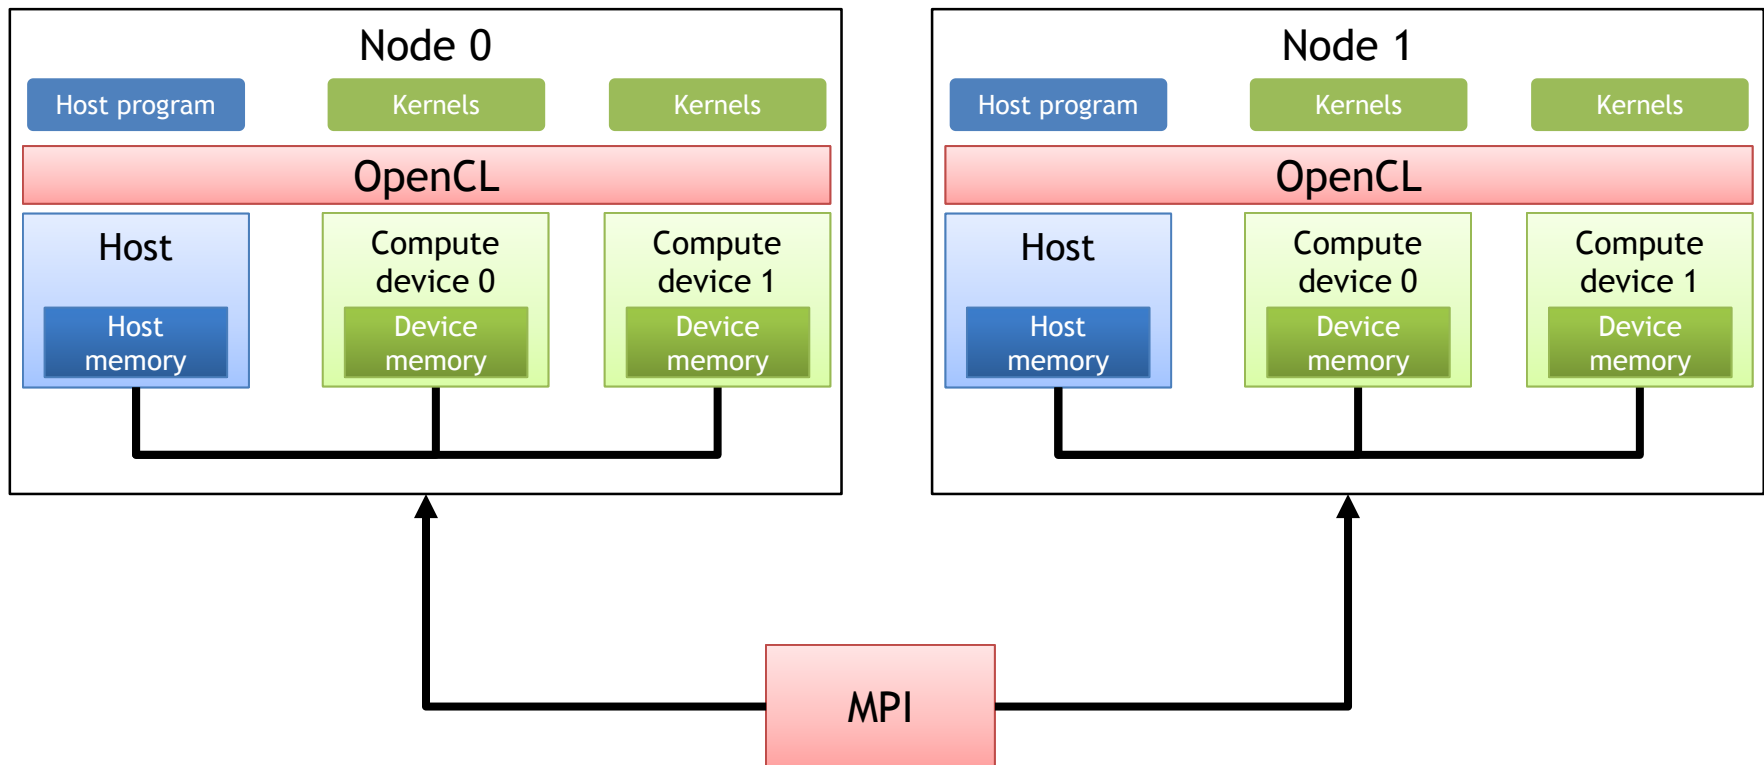 Node 0
Host program
Kernels
Kernels
OpenCL
Host
Host
memory
Compute
device 0
Device
memory
Compute
device 1
Device
memory
Node 1
Host program
Kernels
Kernels
OpenCL
Host
Host
memory
Compute
device 0
Device
memory
Compute
device 1
Device
memory
MPI